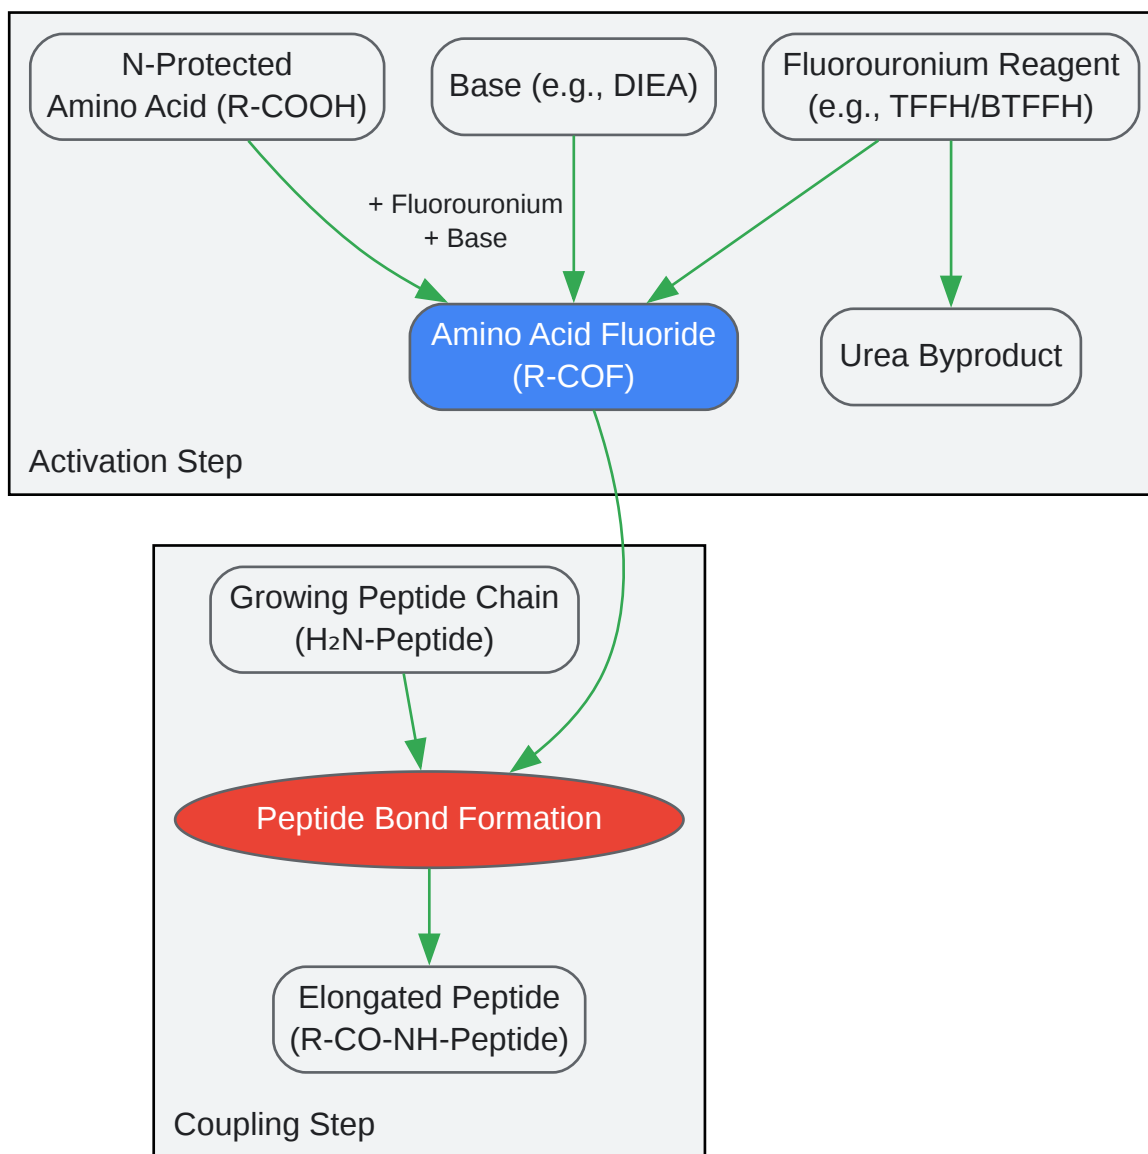 N-Protected
Amino Acid (R-COOH)
Base (e.g., DIEA)
Fluorouronium Reagent
(e.g., TFFH/BTFFH)
+ Fluorouronium
+ Base
Amino Acid Fluoride
(R-COF)
Urea Byproduct
Activation Step
Growing Peptide Chain
(H₂N-Peptide)
Peptide Bond Formation
Elongated Peptide
(R-CO-NH-Peptide)
Coupling Step